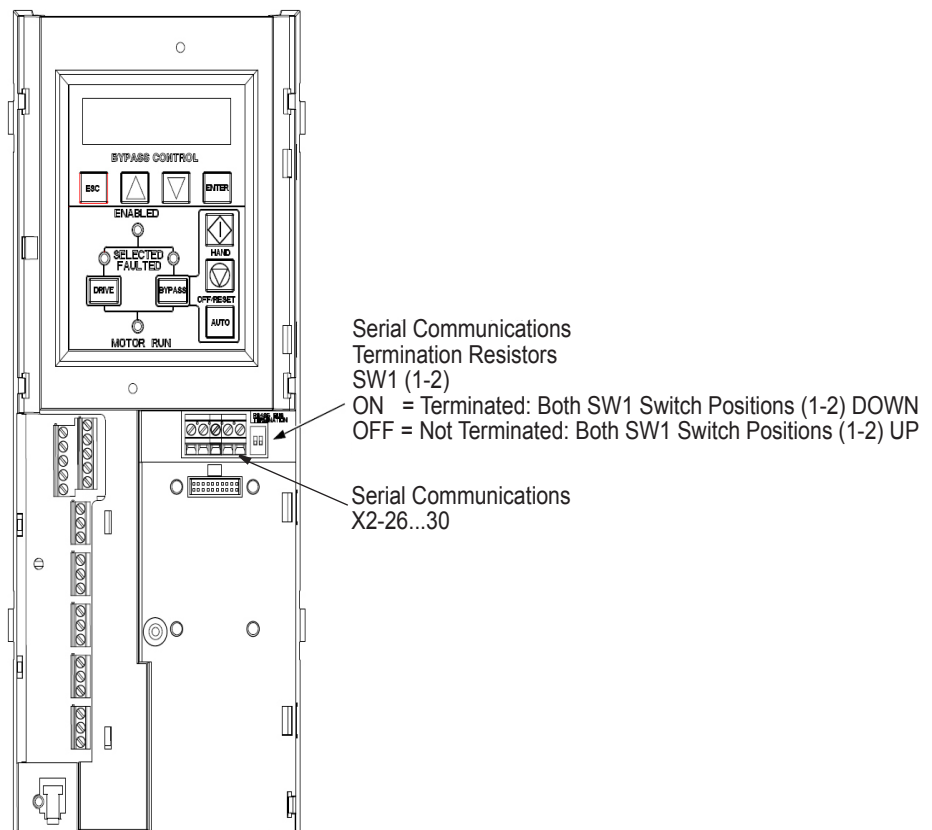 BYPASS CONTROL
ESC
ENTER
ENABLED
SELECTED
FAULTED
HAND
DRIVE
BYPASS
OFF/RESET
AUTO
MOTOR RUN
Serial Communications
Termination Resistors
SW1 (1-2)
ON = Terminated: Both SW1 Switch Positions (1-2) DOWN
OFF = Not Terminated: Both SW1 Switch Positions (1-2) UP
TERMINATION
Serial Communications
X2-26...30